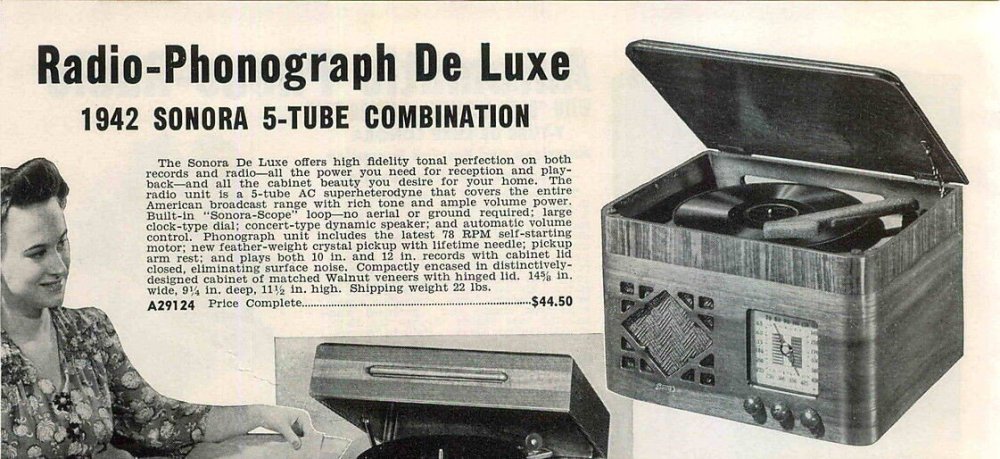 Radio-Phonograph De Luxe
1942 SONORA 5-TUBE COMBINATION
The Sonora De Luxe offers high fidelity tonal perfection on both
records and radio—all the power you need for reception and play-
back—and all the cabinet beauty you desire for your home. The
radio unit is a 5-tube AC superheterodyne that covers the entire
American broadcast range with rich tone and ample volume power.
Built-in "Sonora-Scope" loop—no aerial or ground required; large
clock-type dial; concert-type dynamic speaker; and automatic volume
control. Phonograph unit includes the latest 78 RPM self-starting
motor; new feather-weight crystal pickup with lifetime needle; pickup
arm rest; and plays both 10 in. and 12 in. records with cabinet lid
closed, eliminating surface noise. Compactly encased in distinctively-
designed cabinet of matched Walnut veneers with hinged lid. 14⅜ in.
wide, 9¼ in. deep, 11½ in. high. Shipping weight 22 lbs.
A29124 Price Complete..........$44.50